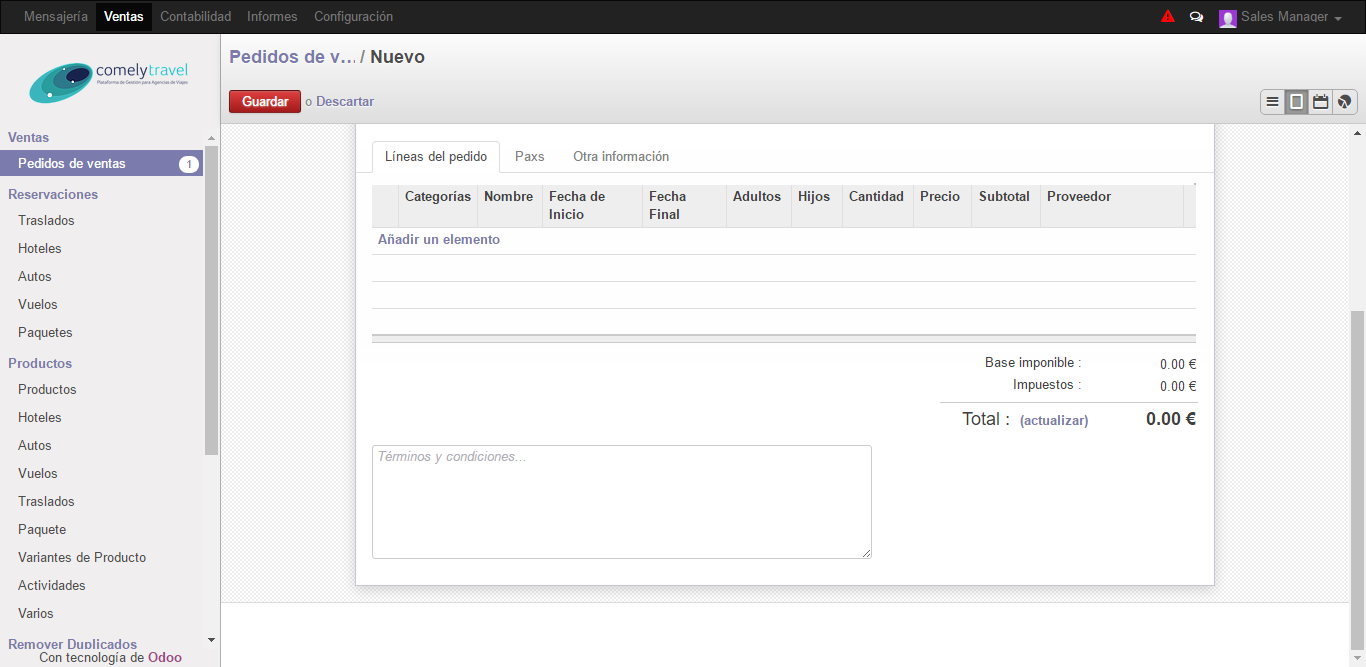 Mensajería Ventas Contabilidad Informes Configuración Sales Manager
comelytravel
Plataforma de Gestión para Agencias de Viajes
Pedidos de v... / Nuevo
Guardar o Descartar
Ventas
Pedidos de ventas 1
Reservaciones
Traslados
Hoteles
Autos
Vuelos
Paquetes
Productos
Productos
Hoteles
Autos
Vuelos
Traslados
Paquete
Variantes de Producto
Actividades
Varios
Remover Duplicados
Con tecnología de Odoo
Líneas del pedido Paxs Otra información
Categorías Nombre Fecha de Inicio Fecha Final Adultos Hijos Cantidad Precio Subtotal Proveedor
Añadir un elemento
Base imponible : 0.00 €
Impuestos : 0.00 €
Total : (actualizar) 0.00 €
Términos y condiciones...